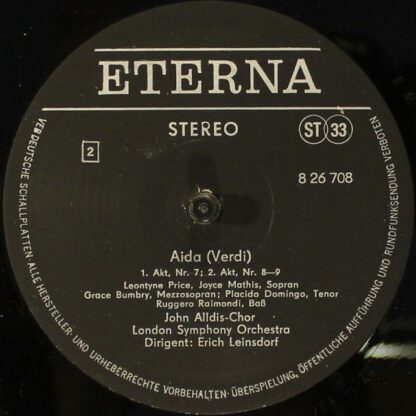 ETERNA
STEREO
ST 33
2
8 26 708
Aida (Verdi)
1. Akt, Nr. 7; 2. Akt, Nr. 8—9
Leontyne Price, Joyce Mathis, Sopran
Grace Bumbry, Mezzosopran; Placido Domingo, Tenor
Ruggero Raimondi, Baß
John Alldis-Chor
London Symphony Orchestra
Dirigent: Erich Leinsdorf
VEB DEUTSCHE SCHALLPLATTEN · ALLE HERSTELLER- UND URHEBERRECHTE VORBEHALTEN · ÜBERSPIELUNG, ÖFFENTLICHE AUFFÜHRUNG UND RUNDFUNKSENDUNG VERBOTEN